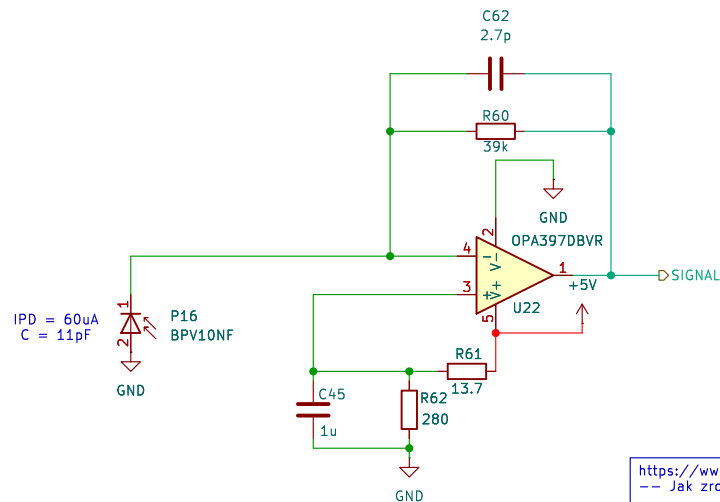 C62
2.7p
R60
39k
GND
2
OPA397DBVR
4
V-
1
SIGNAL
+5V
3
V+
U22
5
1
IPD = 60uA
C = 11pF
P16
BPV10NF
2
GND
R61
13.7
C45
R62
280
1u
GND
https://ww
-- Jak zro